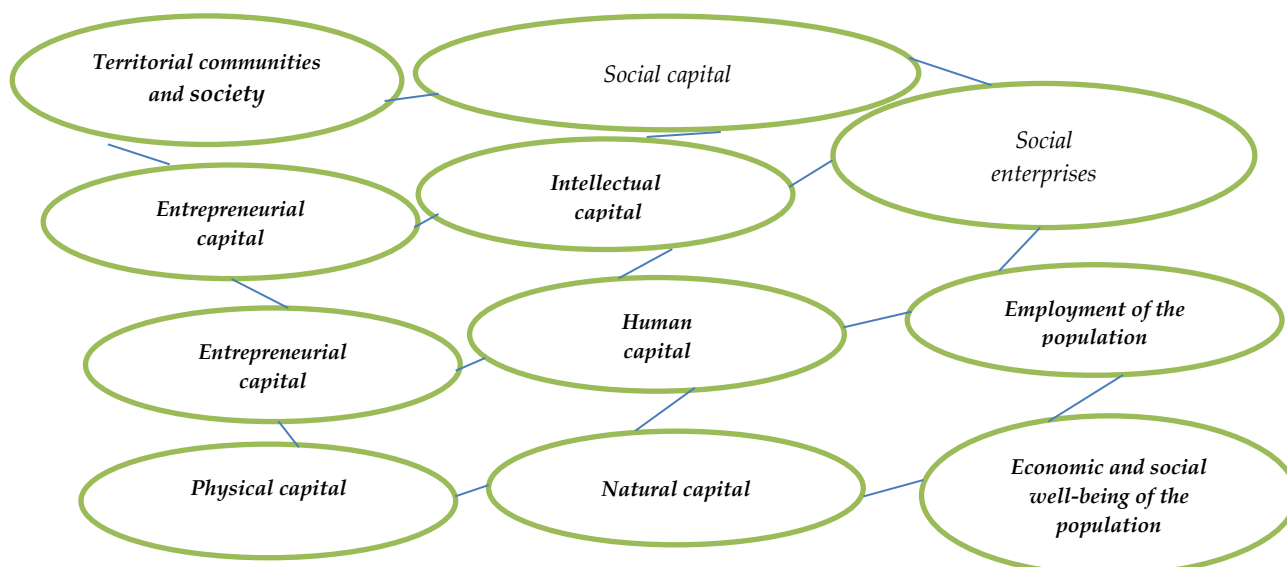 Territorial communities
and society
Social capital
Social
enterprises
Entrepreneurial
capital
Intellectual
capital
Entrepreneurial
capital
Human
capital
Employment of the
population
Physical capital
Natural capital
Economic and social
well-being of the
population